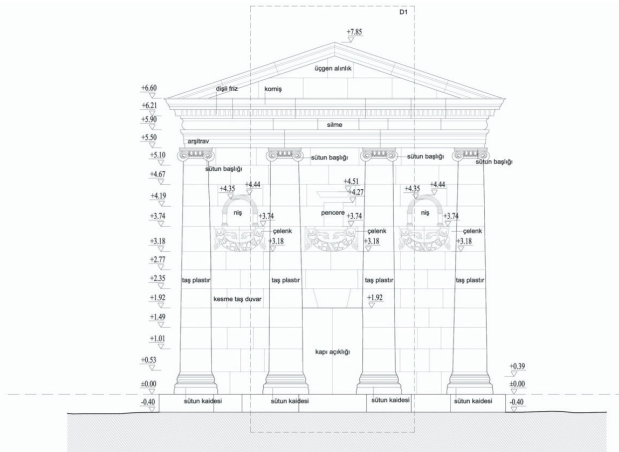 D1
+7.85
üçgen alınlık
dişli friz
korniş
+6.60
+6.21
+5.90
silme
+5.50
arşitrav
+5.10
sütun başlığı
sütun başlığı
sütun başlığı
sütun başlığı
+4.67
+4.51
+4.35
+4.44
+4.27
+4.35
+4.44
+4.19
niş
pencere
niş
+3.74
+3.74
+3.74
+3.74
çelenk
çelenk
çelenk
+3.18
+3.18
+3.18
+3.18
+2.77
+2.35
taş plastır
taş plastır
taş plastır
taş plastır
+1.92
kesme taş duvar
+1.92
+1.49
+1.01
kapı açıklığı
+0.53
+0.39
±0.00
±0.00
-0.40
sütun kaidesi
sütun kaidesi
sütun kaidesi
sütun kaidesi
-0.40